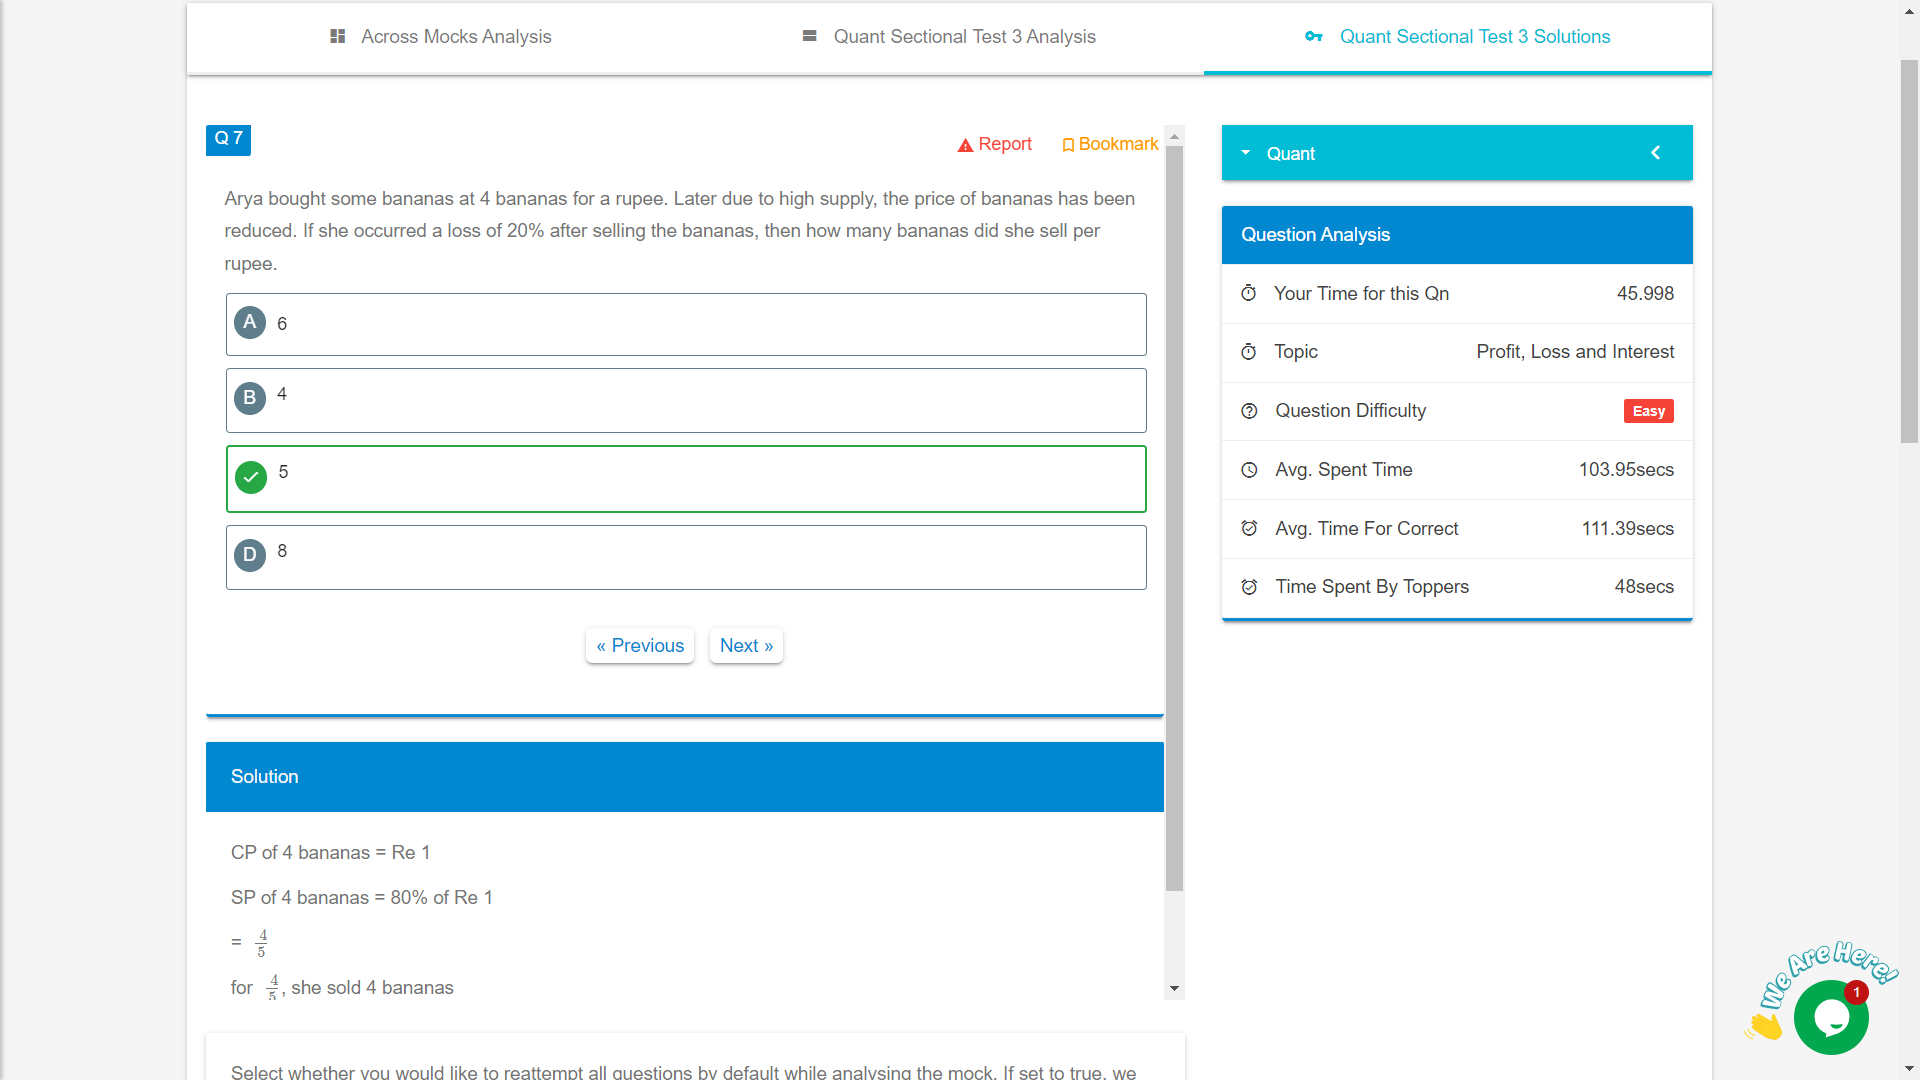 Across Mocks Analysis
Quant Sectional Test 3 Analysis
Quant Sectional Test 3 Solutions
Q 7
Report
Bookmark
Arya bought some bananas at 4 bananas for a rupee. Later due to high supply, the price of bananas has been
reduced. If she occurred a loss of 20% after selling the bananas, then how many bananas did she sell per
rupee.
A 6
B 4
5
D 8
« Previous
Next »
Solution
CP of 4 bananas = Re 1
SP of 4 bananas = 80% of Re 1
= 4/5
for 4/5, she sold 4 bananas
Select whether you would like to reattempt all questions by default while analysing the mock. If set to true, we
Quant
Question Analysis
Your Time for this Qn 45.998
Topic Profit, Loss and Interest
Question Difficulty Easy
Avg. Spent Time 103.95secs
Avg. Time For Correct 111.39secs
Time Spent By Toppers 48secs
We Are Here!
1